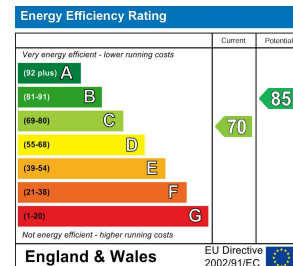 Energy Efficiency Rating
Current Potential
Very energy efficient - lower running costs
(92 plus) A
(81-91) B
85
(69-80) C
70
(55-68) D
(39-54) E
(21-38) F
(1-20) G
Not energy efficient - higher running costs
England & Wales
EU Directive
2002/91/EC